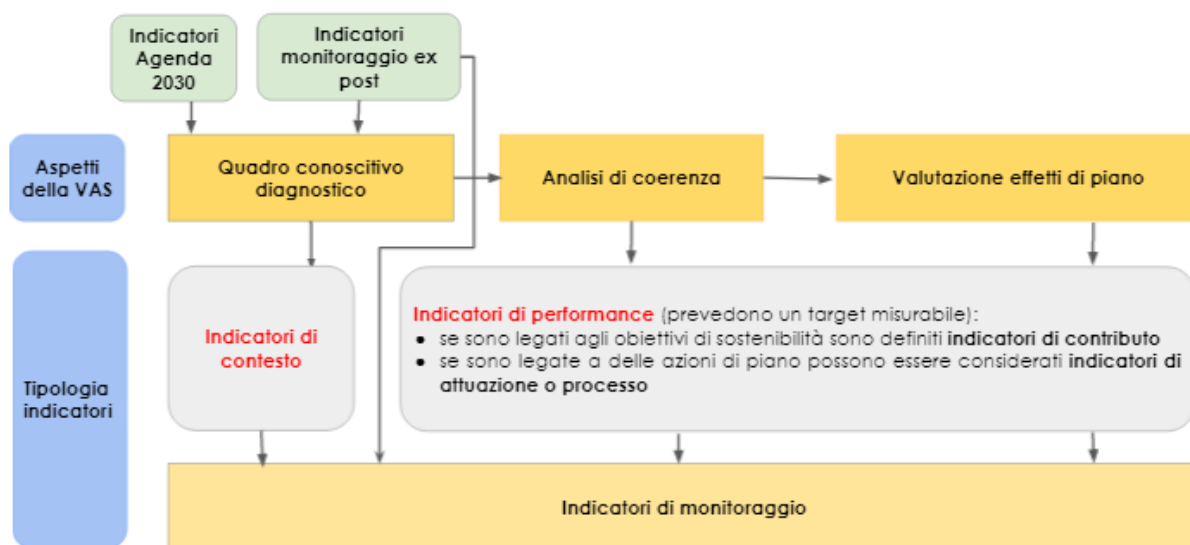 Indicatori
Agenda
2030
Indicatori
monitoraggio ex
post
Aspetti
della VAS
Quadro conoscitivo
diagnostico
Analisi di coerenza
Valutazione effetti di piano
Tipologia
indicatori
Indicatori di
contesto
Indicatori di performance (prevedono un target misurabile):
• se sono legati agli obiettivi di sostenibilità sono definiti indicatori di contributo
• se sono legate a delle azioni di piano possono essere considerati indicatori di
attuazione o processo
Indicatori di monitoraggio